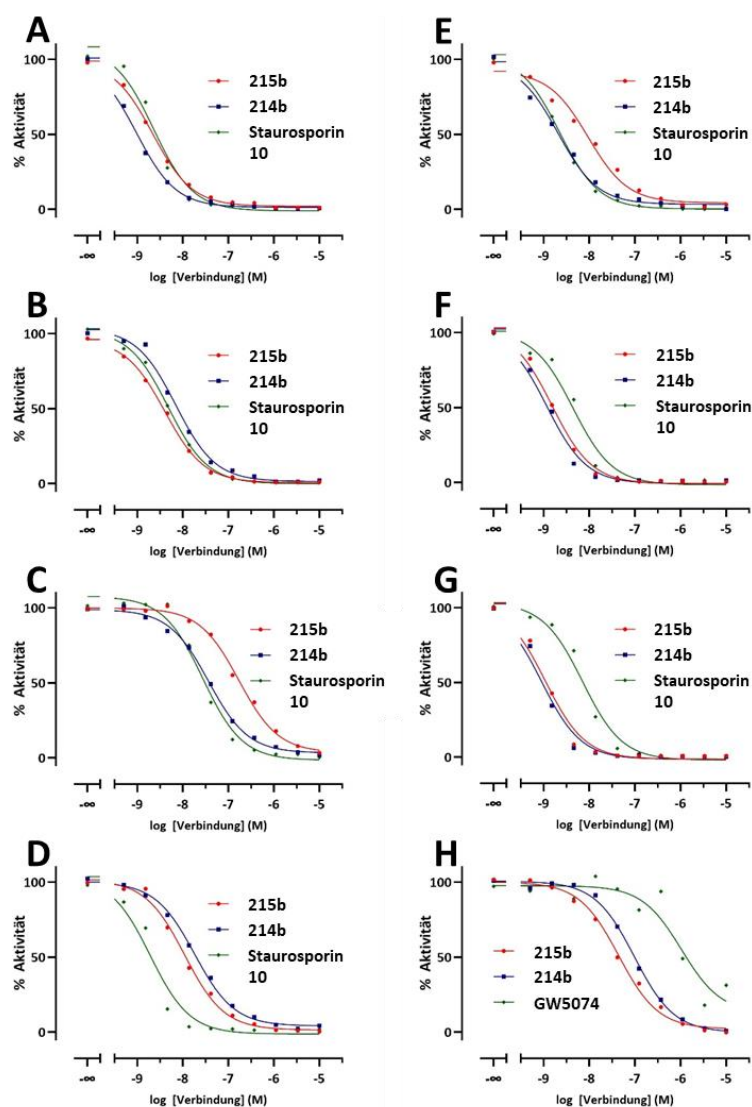 A
% Aktivität
100
50
0
215b
214b
Staurosporin
10
-∞
-9
-8
-7
-6
-5
log [Verbindung] (M)
E
% Aktivität
100
50
0
215b
214b
Staurosporin
10
-∞
-9
-8
-7
-6
-5
log [Verbindung] (M)
B
% Aktivität
100
50
0
215b
214b
Staurosporin
10
-∞
-9
-8
-7
-6
-5
log [Verbindung] (M)
F
% Aktivität
100
50
0
215b
214b
Staurosporin
10
-∞
-9
-8
-7
-6
-5
log [Verbindung] (M)
C
% Aktivität
100
50
0
215b
214b
Staurosporin
10
-∞
-9
-8
-7
-6
-5
log [Verbindung] (M)
G
% Aktivität
100
50
0
215b
214b
Staurosporin
10
-∞
-9
-8
-7
-6
-5
log [Verbindung] (M)
D
% Aktivität
100
50
0
215b
214b
Staurosporin
10
-∞
-9
-8
-7
-6
-5
log [Verbindung] (M)
H
% Aktivität
100
50
0
215b
214b
GW5074
-∞
-9
-8
-7
-6
-5
log [Verbindung] (M)